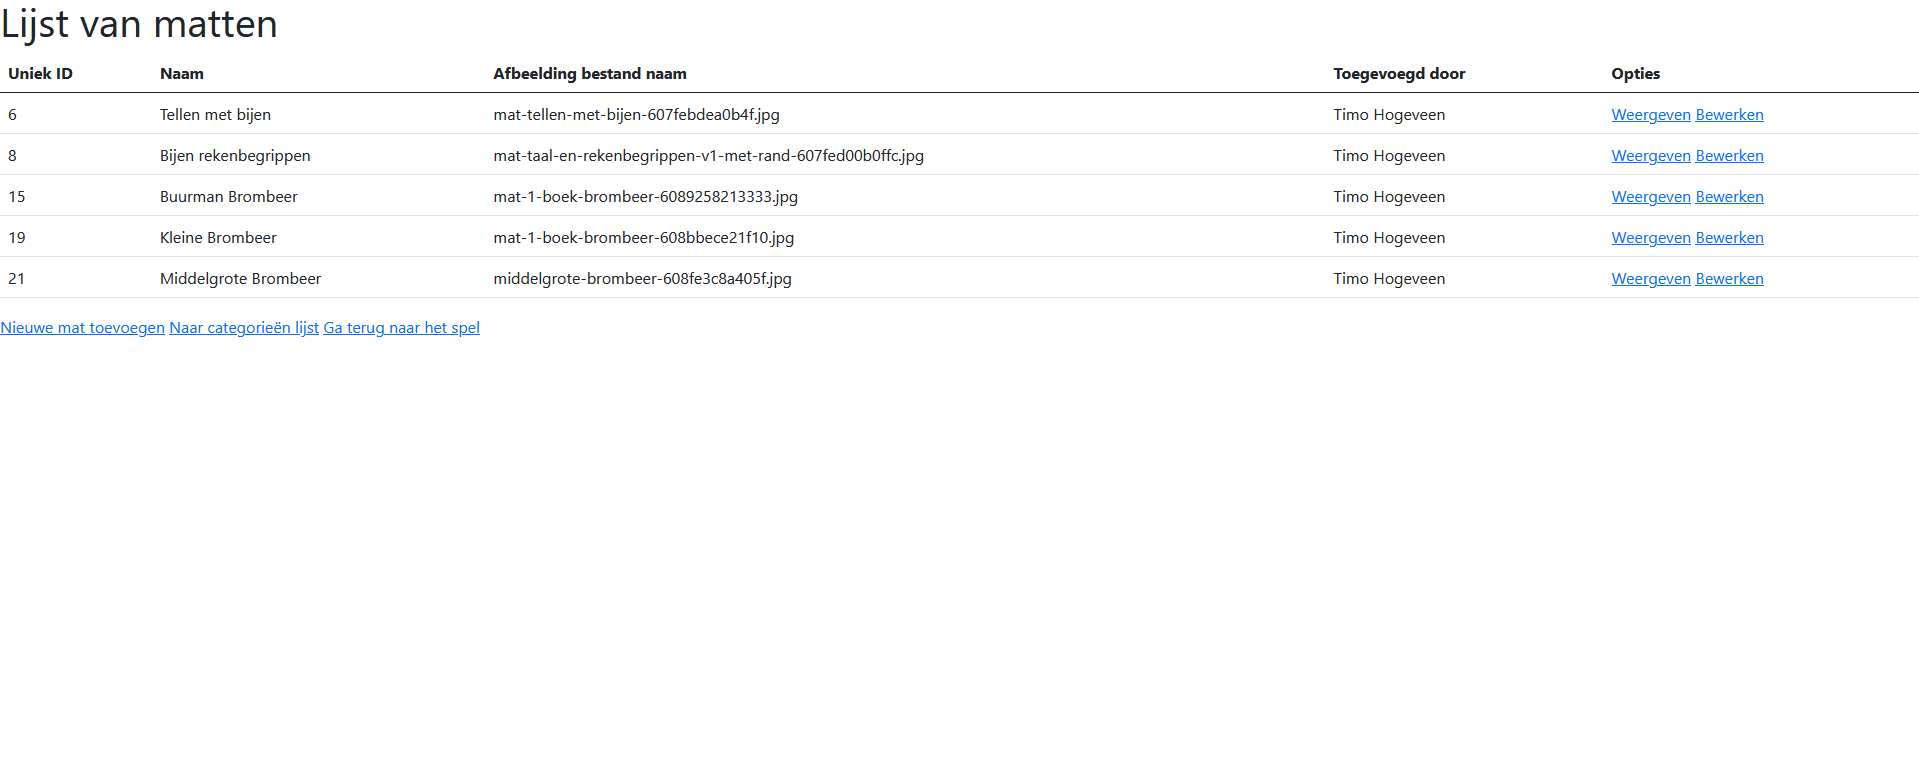 Lijst van matten
Uniek ID Naam Afbeelding bestand naam Toegevoegd door Opties
6 Tellen met bijen mat-tellen-met-bijen-607febdea0b4f.jpg Timo Hogeveen Weergeven Bewerken
8 Bijen rekenbegrippen mat-taal-en-rekenbegrippen-v1-met-rand-607fed00b0ffc.jpg Timo Hogeveen Weergeven Bewerken
15 Buurman Brombeer mat-1-boek-brombeer-6089258213333.jpg Timo Hogeveen Weergeven Bewerken
19 Kleine Brombeer mat-1-boek-brombeer-608bbece21f10.jpg Timo Hogeveen Weergeven Bewerken
21 Middelgrote Brombeer middelgrote-brombeer-608fe3c8a405f.jpg Timo Hogeveen Weergeven Bewerken
Nieuwe mat toevoegen Naar categorieën lijst Ga terug naar het spel